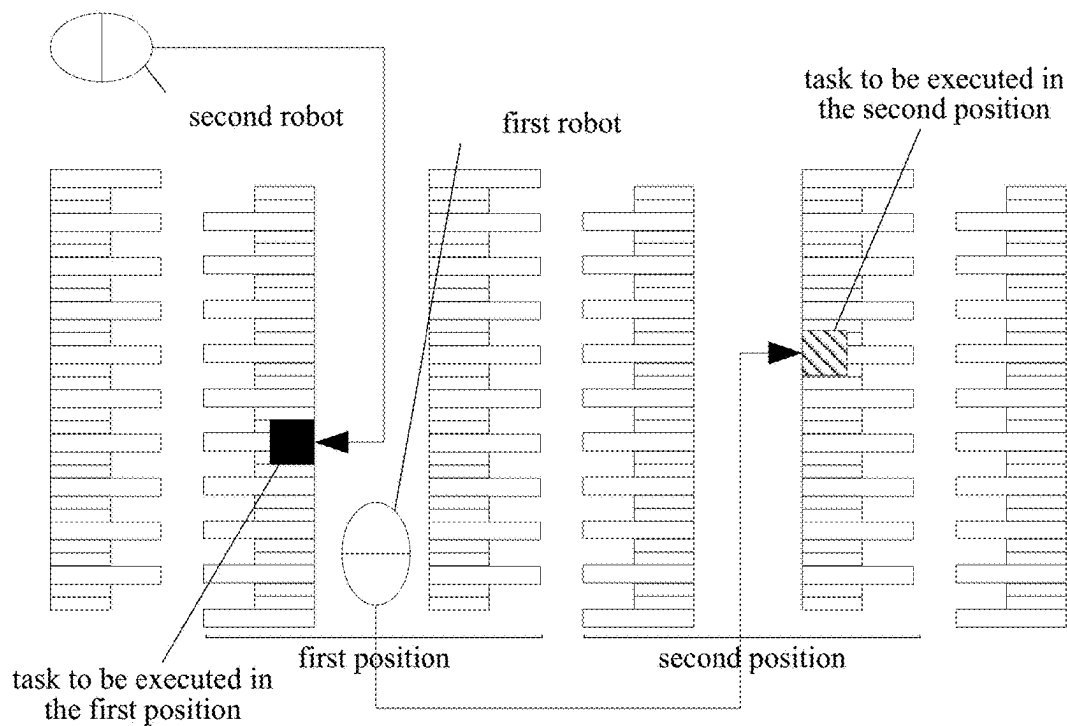 second robot
first robot
task to be executed in
the second position
first position
second position
task to be executed in
the first position